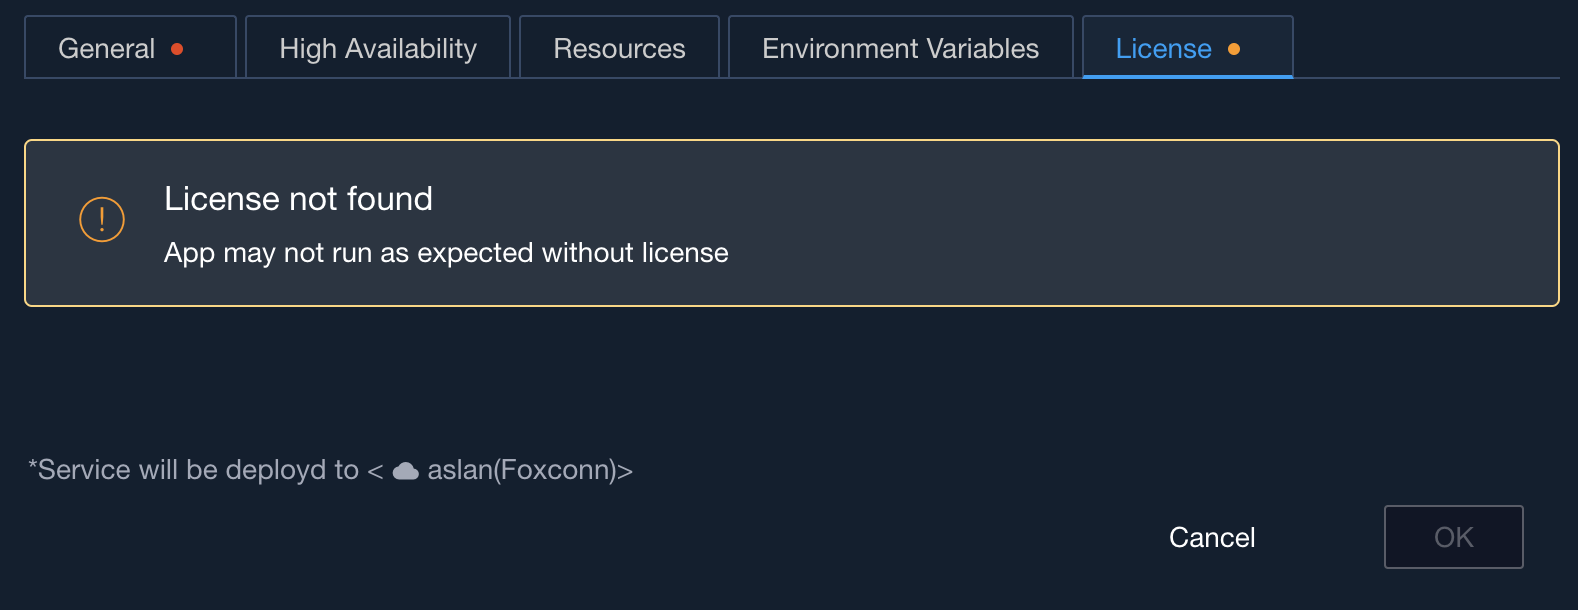 General
High Availability
Resources
Environment Variables
License
License not found
App may not run as expected without license
*Service will be deployd to < aslan(Foxconn)>
Cancel
OK